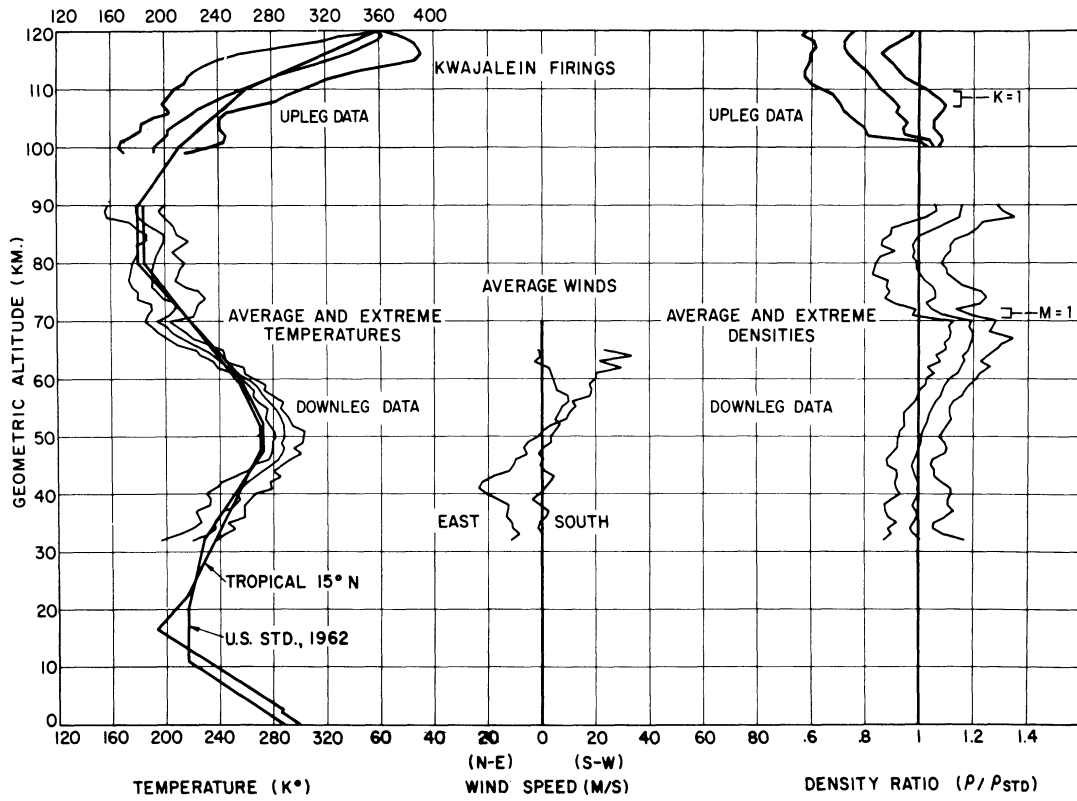 120 160 200 240 280 320 360 400
120
110
100
90
80
70
60
50
40
30
20
10
0
GEOMETRIC ALTITUDE (KM.)
KWAJALEIN FIRINGS
UPLEG DATA
UPLEG DATA
K=1
AVERAGE WINDS
AVERAGE AND EXTREME
TEMPERATURES
AVERAGE AND EXTREME
DENSITIES
M=1
DOWNLEG DATA
DOWNLEG DATA
EAST
SOUTH
TROPICAL 15° N
U.S. STD., 1962
120 160 200 240 280 60 40 20 0 20 40 60 80 .6 .8 1 1.2 1.4
(N-E) (S-W)
TEMPERATURE (K°) WIND SPEED (M/S) DENSITY RATIO (ρ/ρSTD)